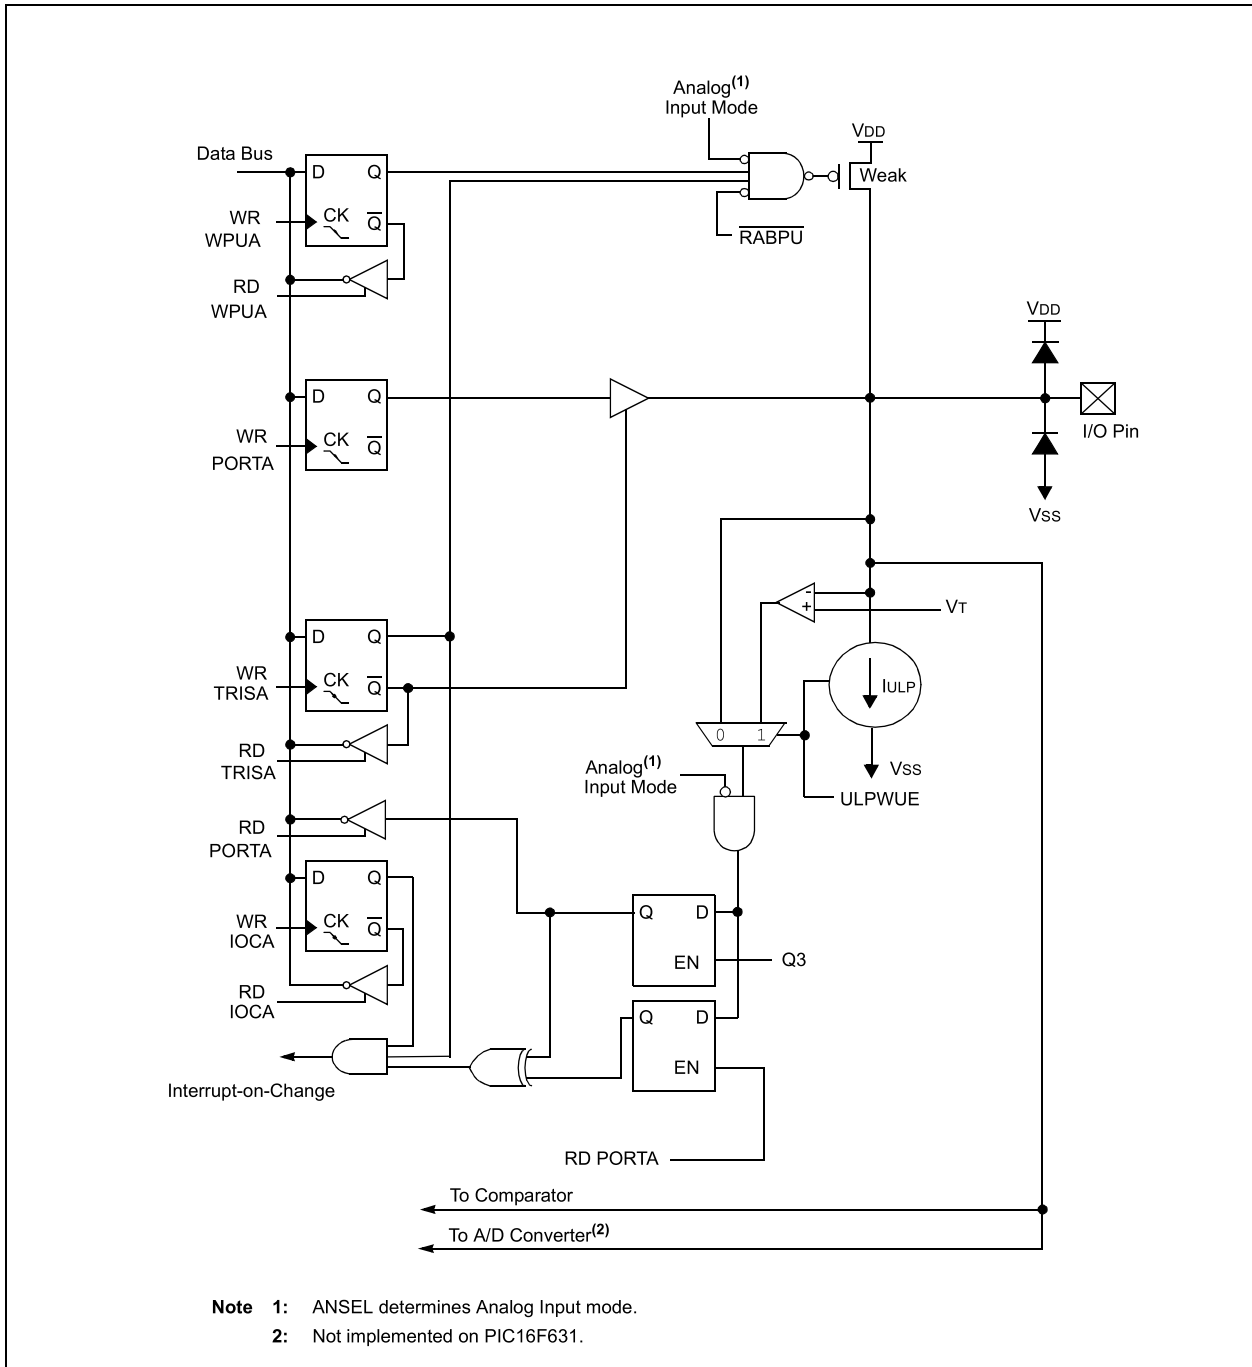 Analog(1)
Input Mode
VDD
Data Bus
D Q
Weak
WR
WPUA
CK Q
RABPU
RD
WPUA
VDD
D Q
WR
PORTA
CK Q
I/O Pin
VSS
D Q
- 
+
VT
WR
TRISA
CK Q
IULP
0 1
RD
TRISA
Analog(1)
Input Mode
VSS
ULPWUE
RD
PORTA
D Q
WR
IOCA
CK Q
Q D
EN
Q3
RD
IOCA
Q D
EN
Interrupt-on-Change
RD PORTA
To Comparator
To A/D Converter(2)
Note 1: ANSEL determines Analog Input mode.
2: Not implemented on PIC16F631.